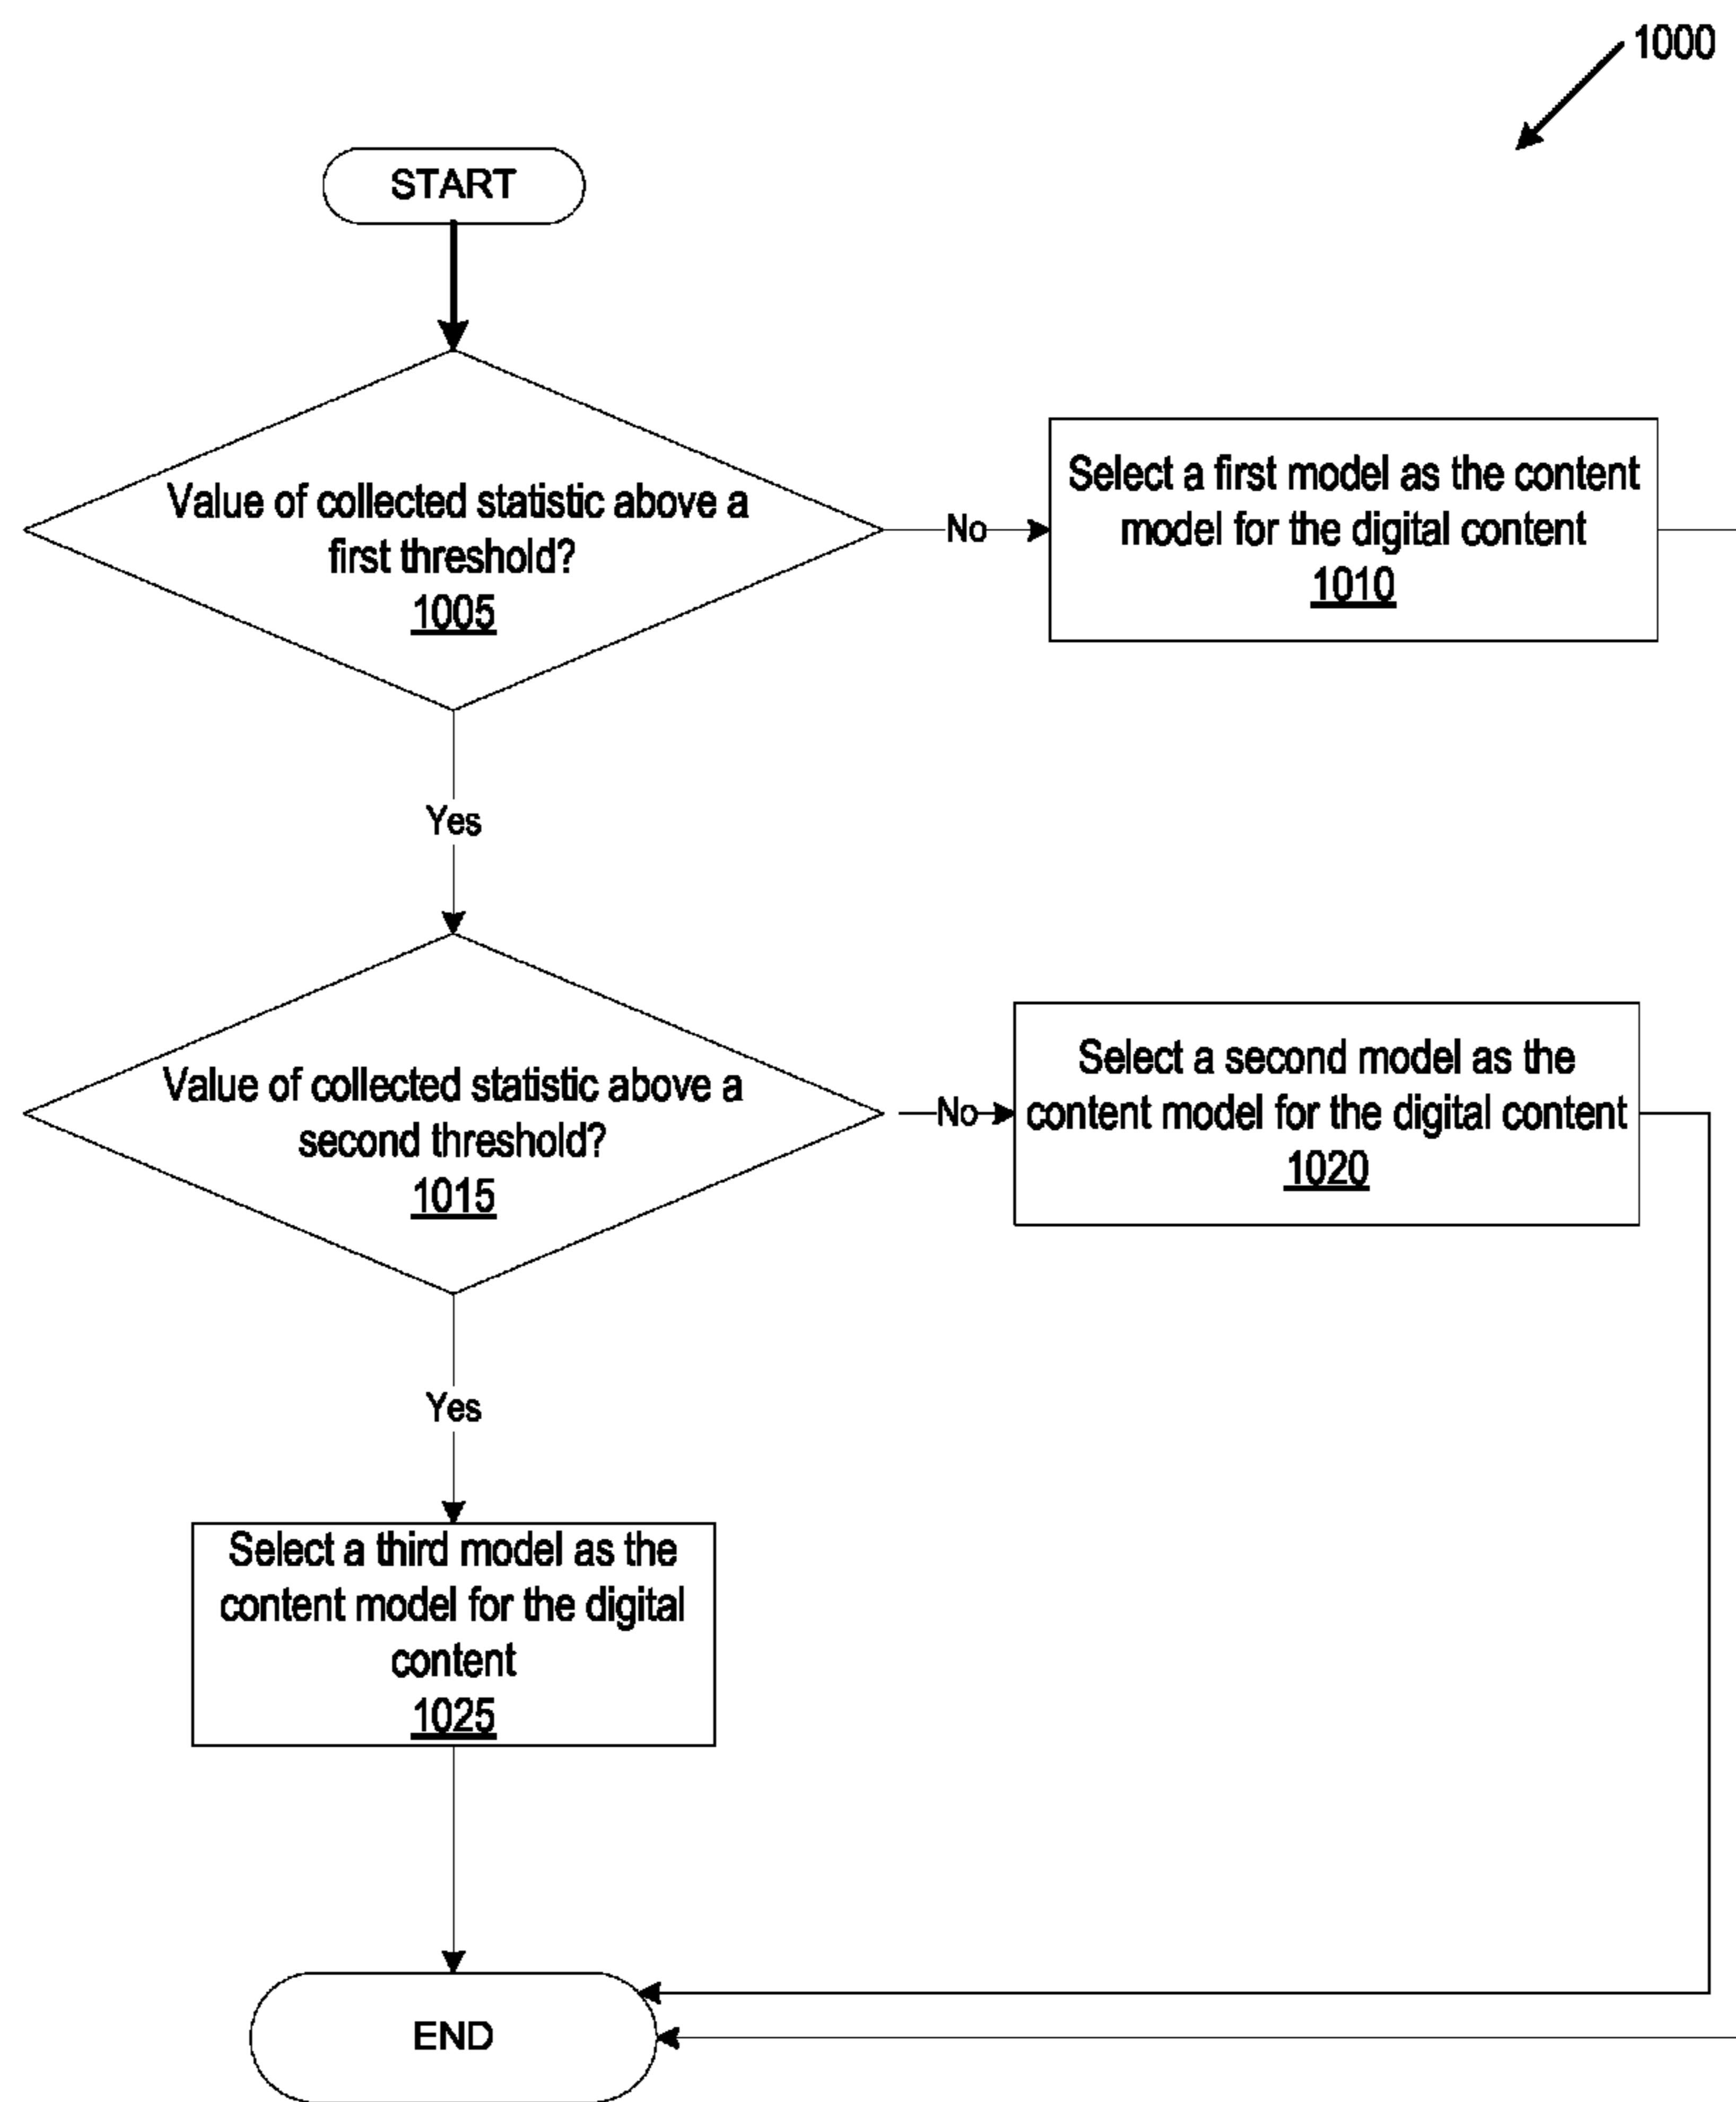 1000
START
Value of collected statistic above a
first threshold?
1005
No
Select a first model as the content
model for the digital content
1010
Yes
Value of collected statistic above a
second threshold?
1015
No
Select a second model as the
content model for the digital content
1020
Yes
Select a third model as the
content model for the digital
content
1025
END